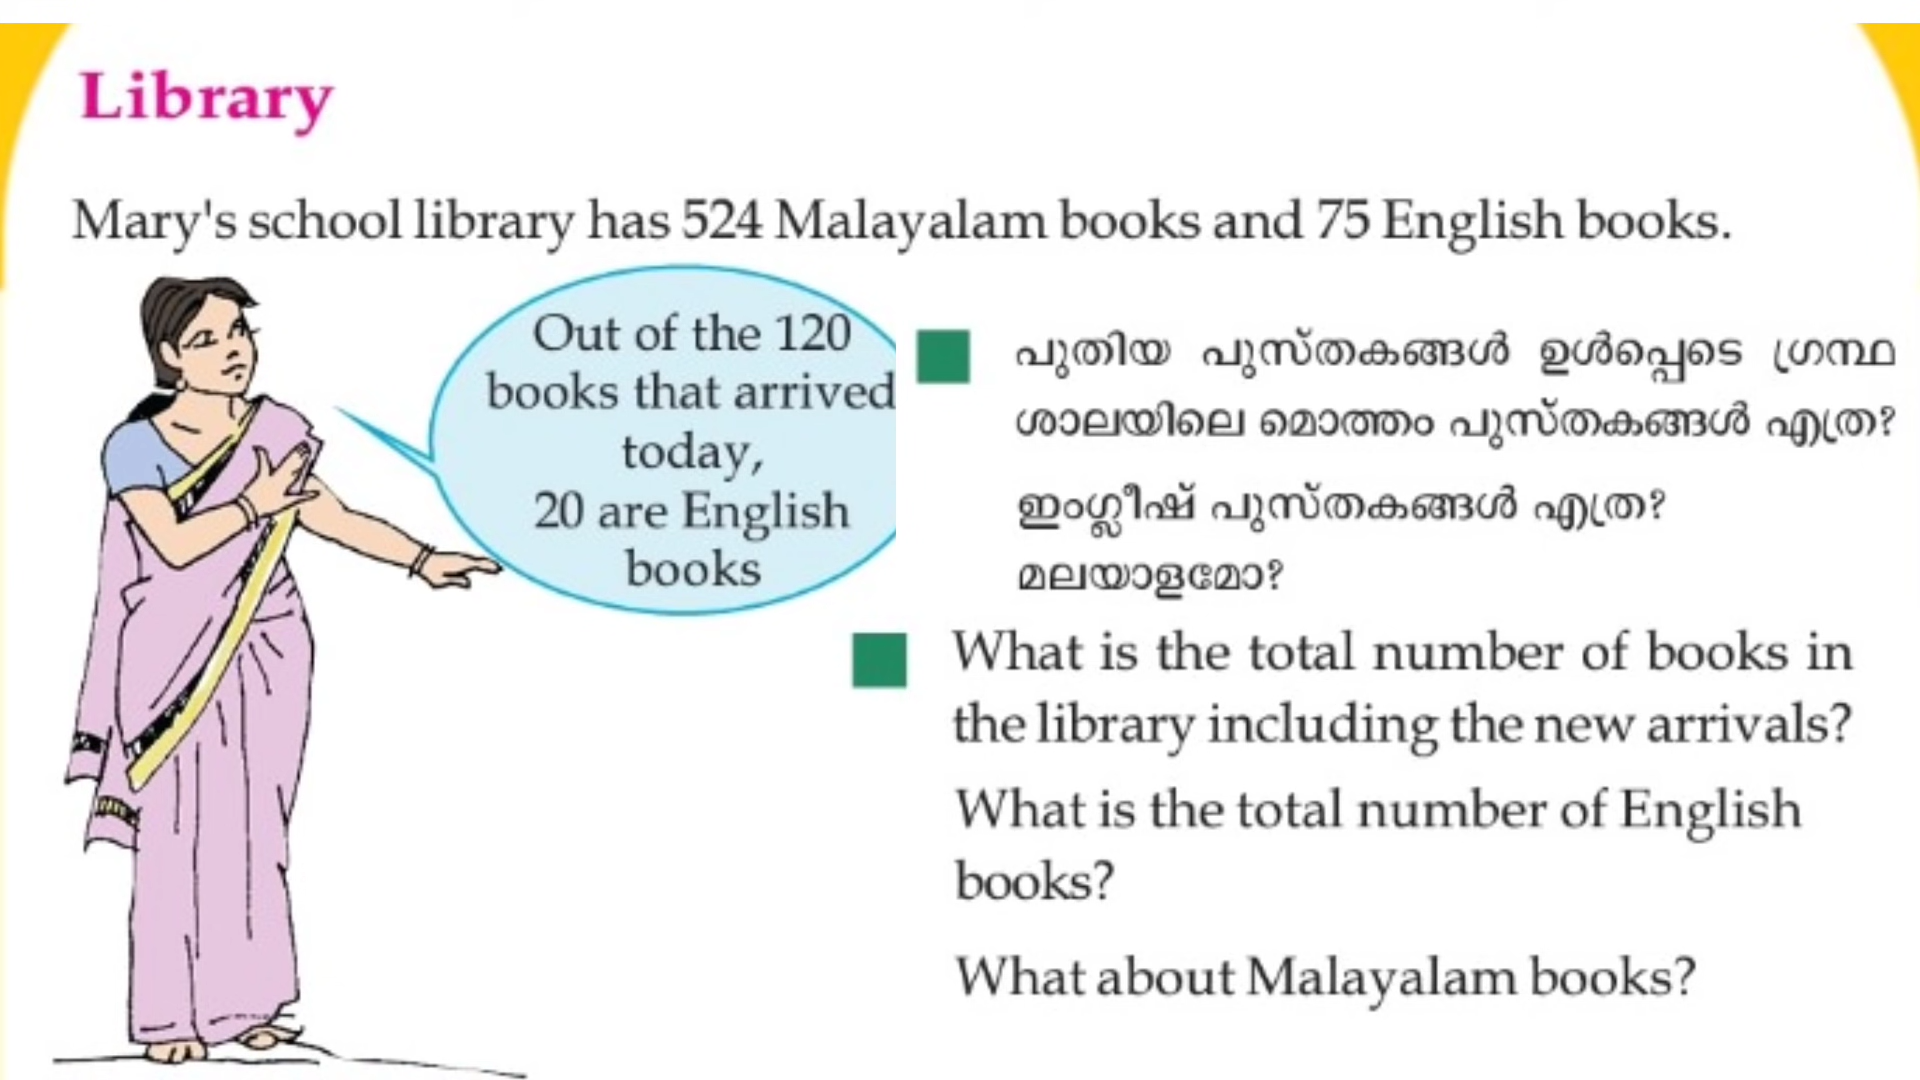 Library
Mary's school library has 524 Malayalam books and 75 English books.
Out of the 120
books that arrived
today,
20 are English
books
പുതിയ പുസ്തകങ്ങൾ ഉൾപ്പെടെ ഗ്രന്ഥ
ശാലയിലെ മൊത്തം പുസ്തകങ്ങൾ എത്ര?
ഇംഗ്ലീഷ് പുസ്തകങ്ങൾ എത്ര?
മലയാളമോ?
What is the total number of books in
the library including the new arrivals?
What is the total number of English
books?
What about Malayalam books?